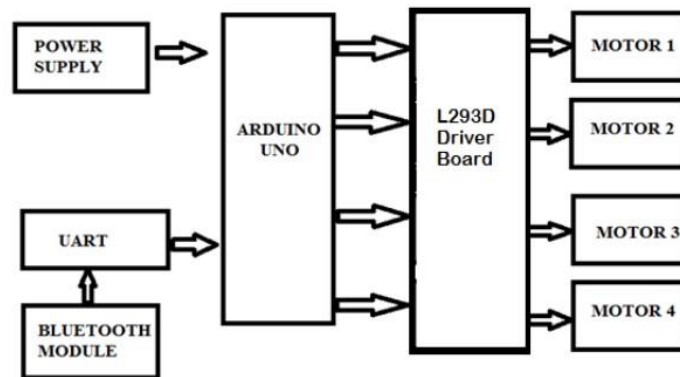 POWER
SUPPLY
UART
BLUETOOTH
MODULE
ARDUINO
UNO
L293D
Driver
Board
MOTOR 1
MOTOR 2
MOTOR 3
MOTOR 4